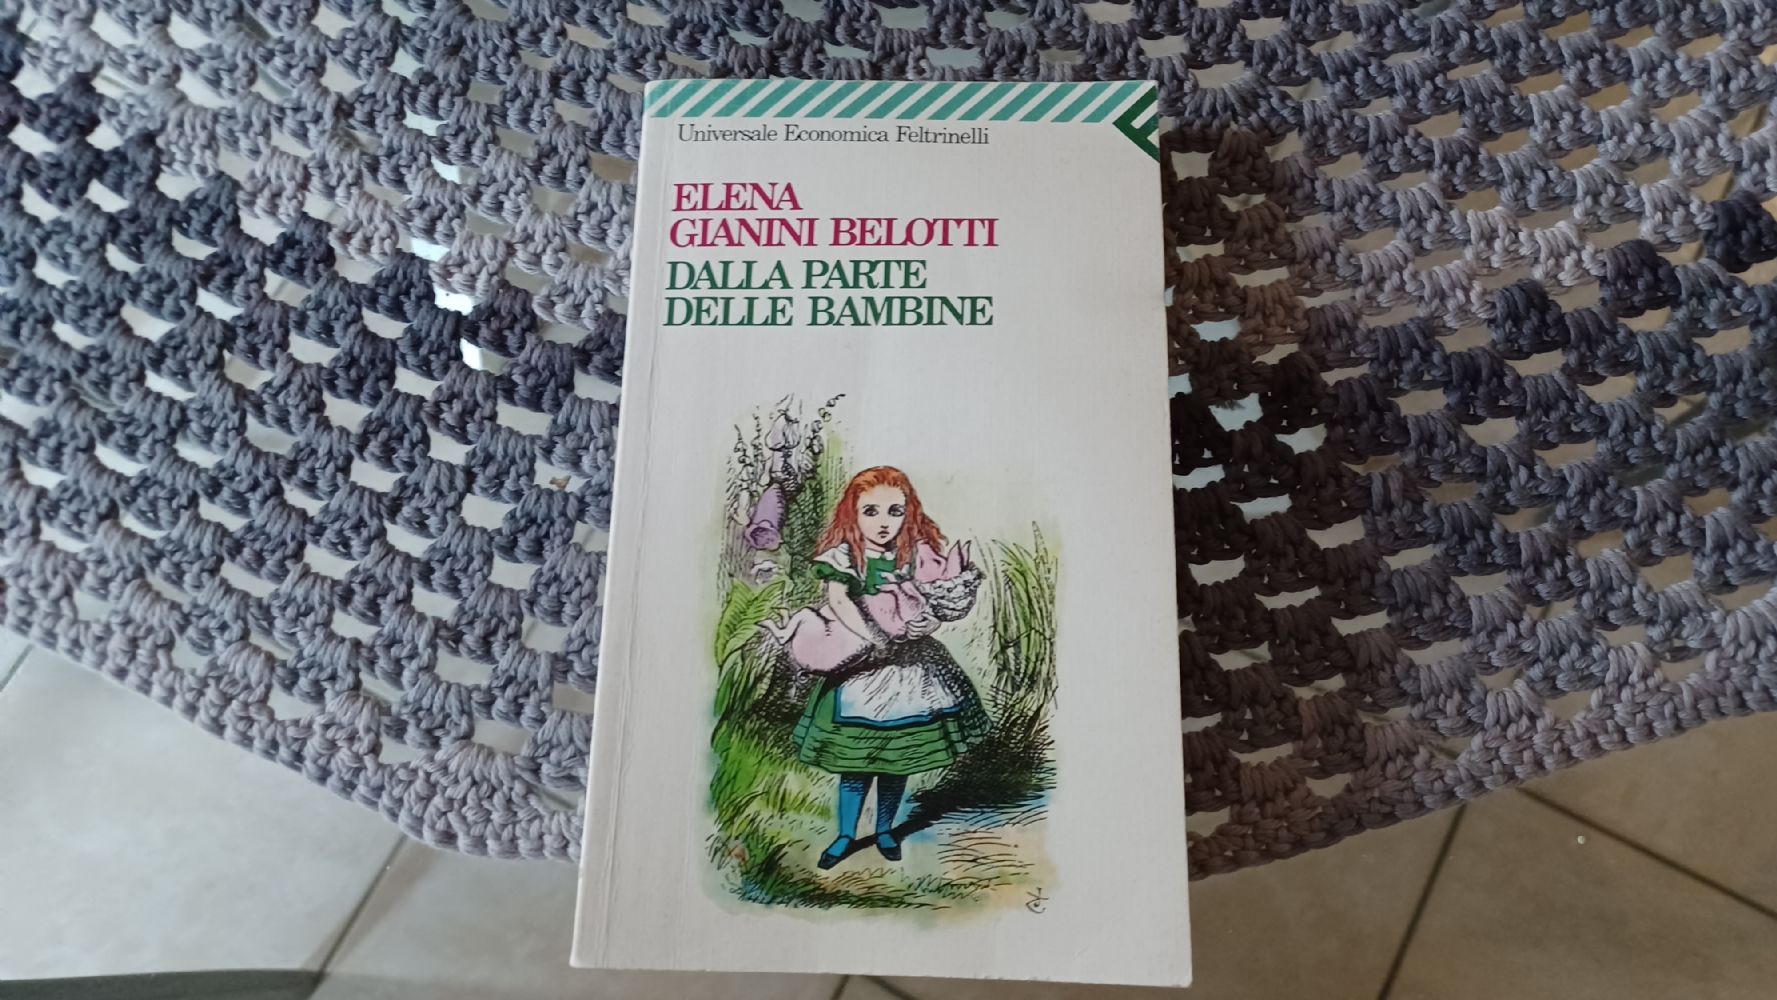 Universale Economica Feltrinelli
ELENA
GIANINI BELOTTI
DALLA PARTE
DELLE BAMBINE